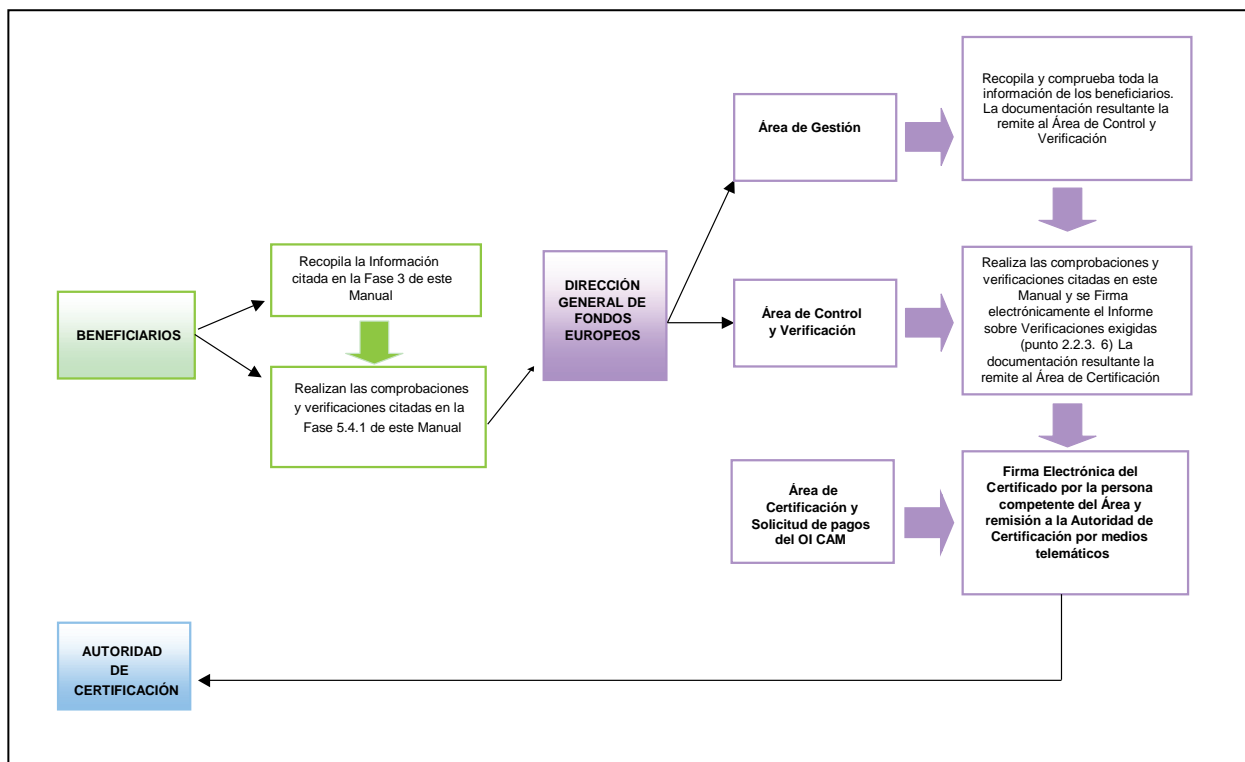 BENEFICIARIOS
Recopila la Información
citada en la Fase 3 de este
Manual
Realizan las comprobaciones
y verificaciones citadas en la
Fase 5.4.1 de este Manual
DIRECCIÓN
GENERAL DE
FONDOS
EUROPEOS
Área de Gestión
Recopila y comprueba toda la
información de los beneficiarios.
La documentación resultante la
remite al Área de Control y
Verificación
Área de Control
y Verificación
Realiza las comprobaciones y
verificaciones citadas en este
Manual y se Firma
electrónicamente el Informe
sobre Verificaciones exigidas
(punto 2.2.3. 6) La
documentación resultante la
remite al Área de Certificación
Área de
Certificación y
Solicitud de pagos
del OI CAM
Firma Electrónica del
Certificado por la persona
competente del Área y
remisión a la Autoridad de
Certificación por medios
telemáticos
AUTORIDAD
DE
CERTIFICACIÓN